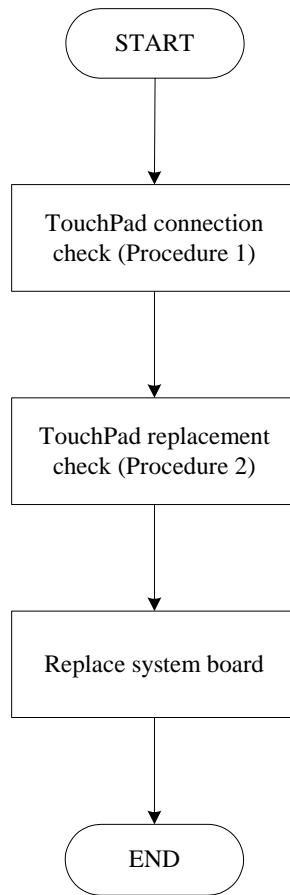 START
TouchPad connection
check (Procedure 1)
TouchPad replacement
check (Procedure 2)
Replace system board
END